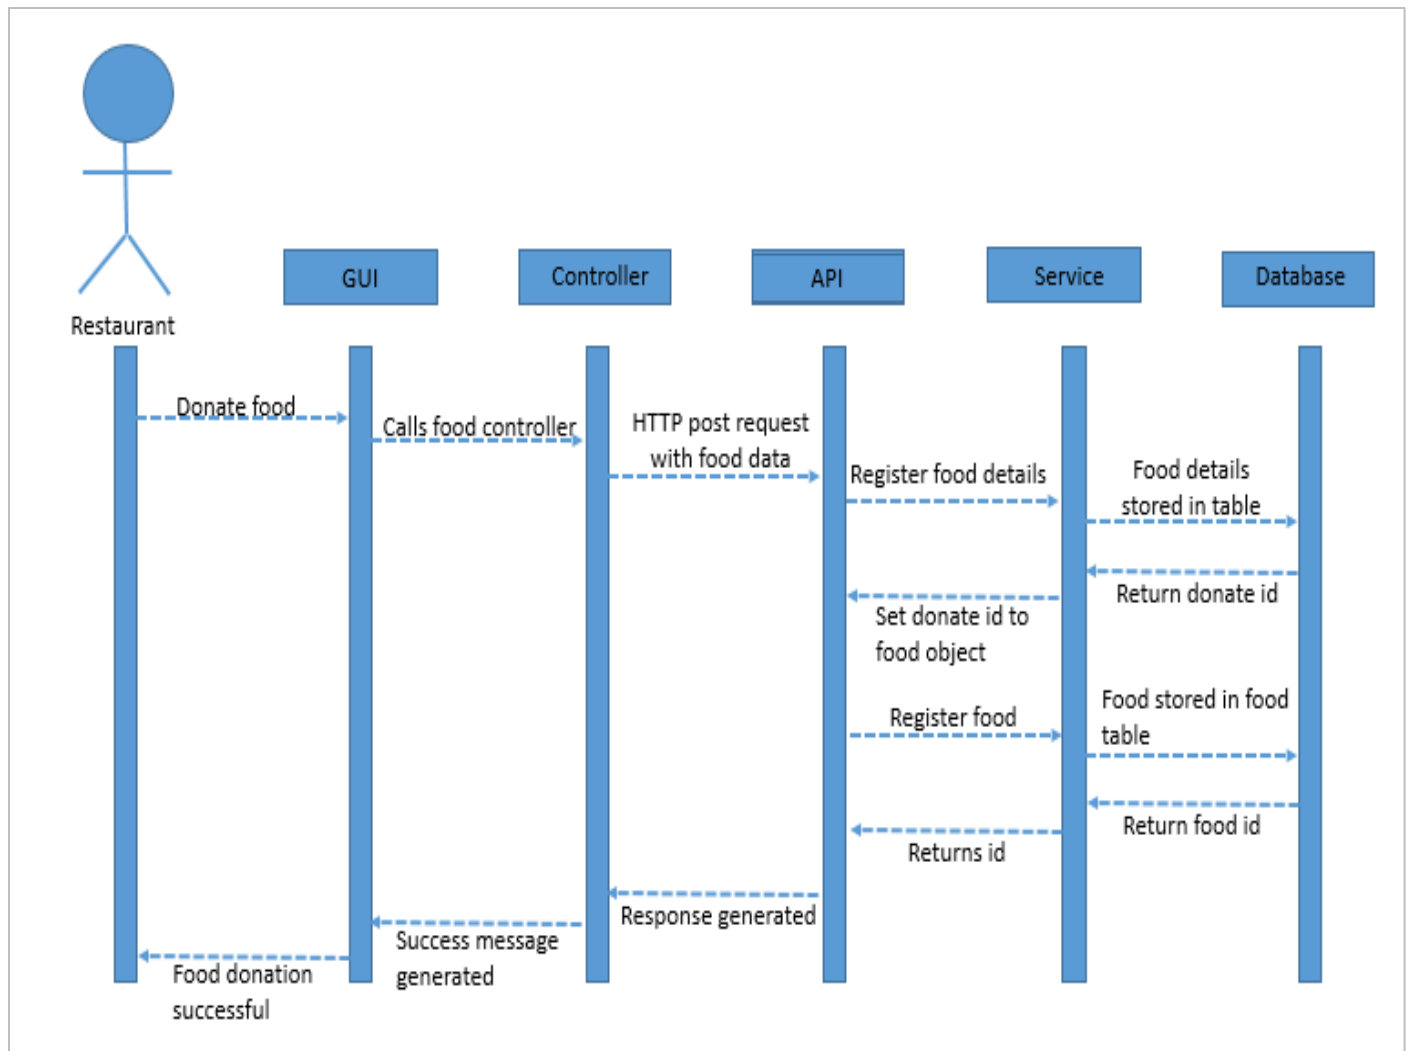 Restaurant
GUI
Controller
API
Service
Database
Donate food
Calls food controller
HTTP post request
with food data
Register food details
Food details
stored in table
Return donate id
Set donate id to
food object
Register food
Food stored in food
table
Return food id
Returns id
Response generated
Success message
generated
Food donation
successful